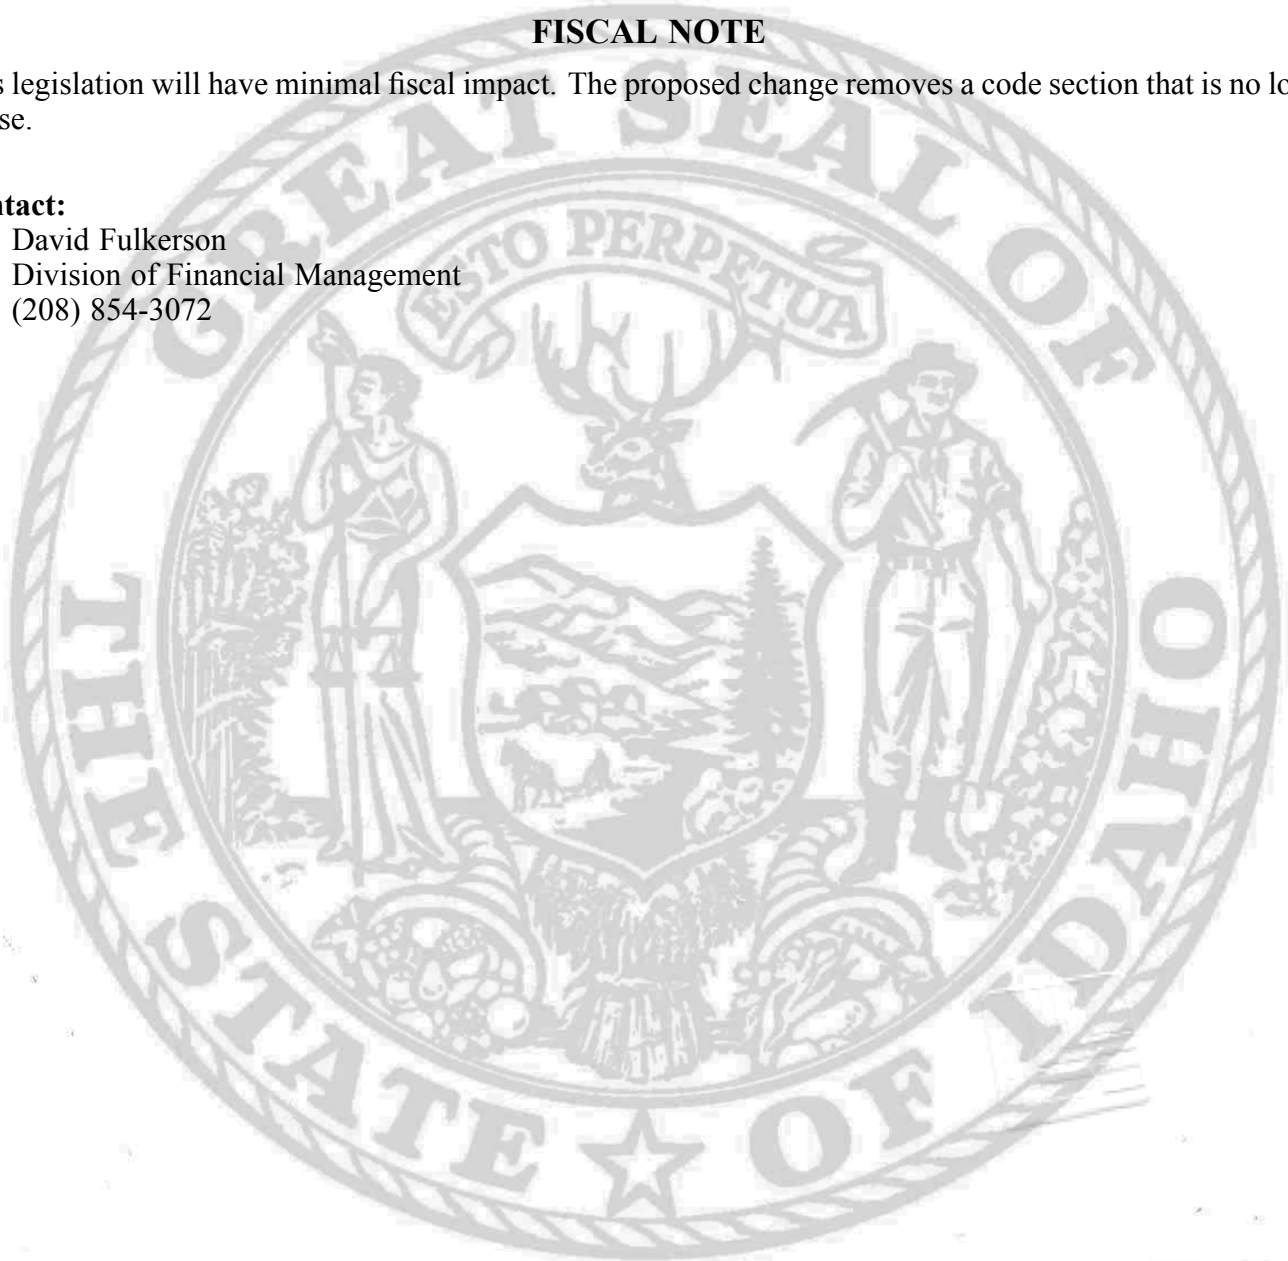 FISCAL NOTE
s legislation will have minimal fiscal impact. The proposed change removes a code section that is no lo
se.
ntact:
David Fulkerson
Division of Financial Management
(208) 854-3072
GREAT SEAL OF
THE STATE OF IDAHO
ESTO PERPETUA